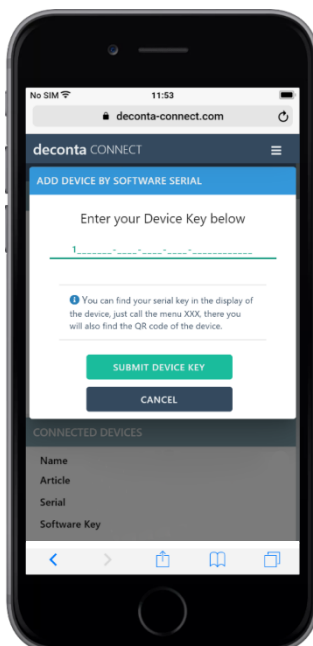 No SIM 11:53
deconta-connect.com
deconta CONNECT
ADD DEVICE BY SOFTWARE SERIAL
Enter your Device Key below
1_______-____-____-____-____________
You can find your serial key in the display of
the device, just call the menu XXX, there you
will also find the QR code of the device.
SUBMIT DEVICE KEY
CANCEL
CONNECTED DEVICES
Name
Article
Serial
Software Key